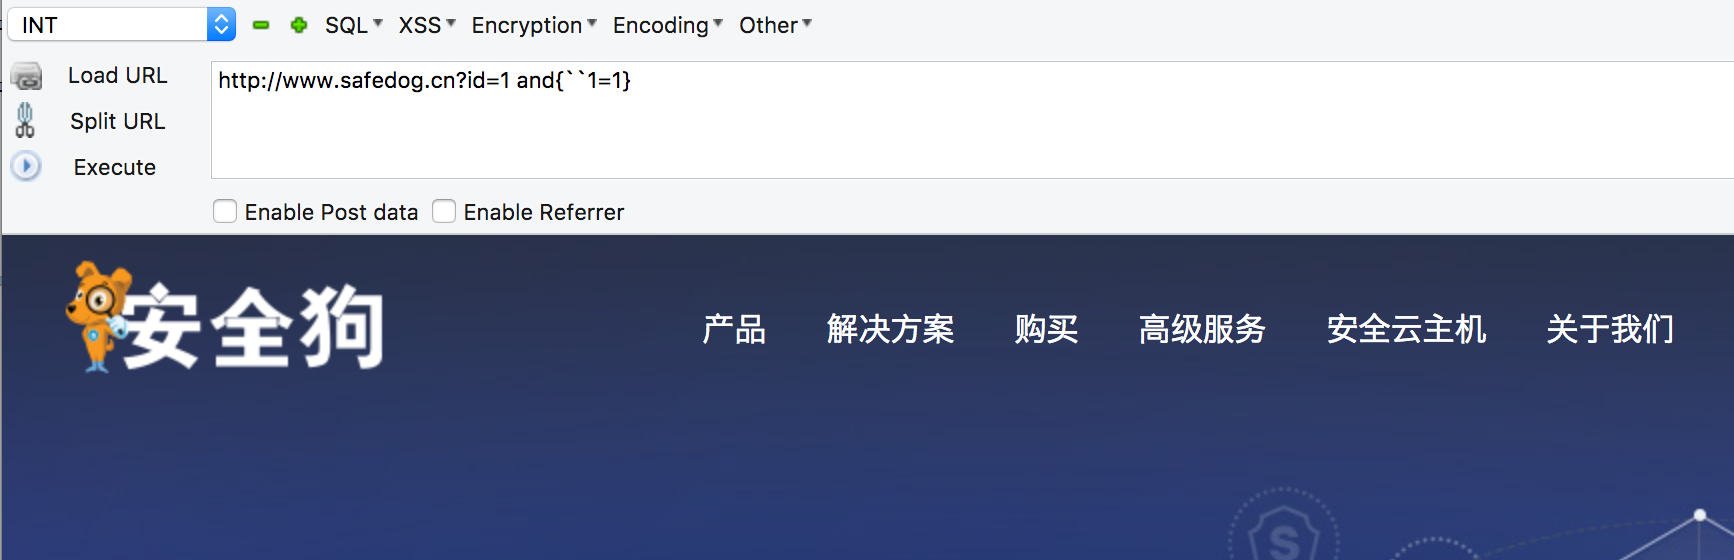 INT SQL XSS Encryption Encoding Other
Load URL http://www.safedog.cn?id=1 and{``1=1}
Split URL
Execute
Enable Post data Enable Referrer
安全狗 产品 解决方案 购买 高级服务 安全云主机 关于我们
S